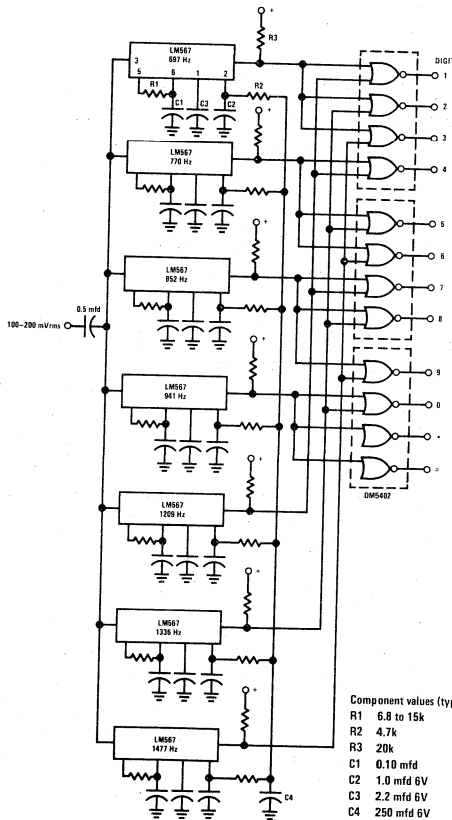 +
R3
LM567
697 Hz
3
5
6
1
2
R1
R2
C1
C3
C2
DIGIT
1
2
3
4
+
LM567
770 Hz
+
LM567
852 Hz
5
6
7
8
0.5 mfd
100–200 mVrms
+
LM567
941 Hz
9
0
*
#
DM5402
+
LM567
1209 Hz
+
LM567
1336 Hz
+
LM567
1477 Hz
C4
Component values (typ
R1 6.8 to 15k
R2 4.7k
R3 20k
C1 0.10 mfd
C2 1.0 mfd 6V
C3 2.2 mfd 6V
C4 250 mfd 6V